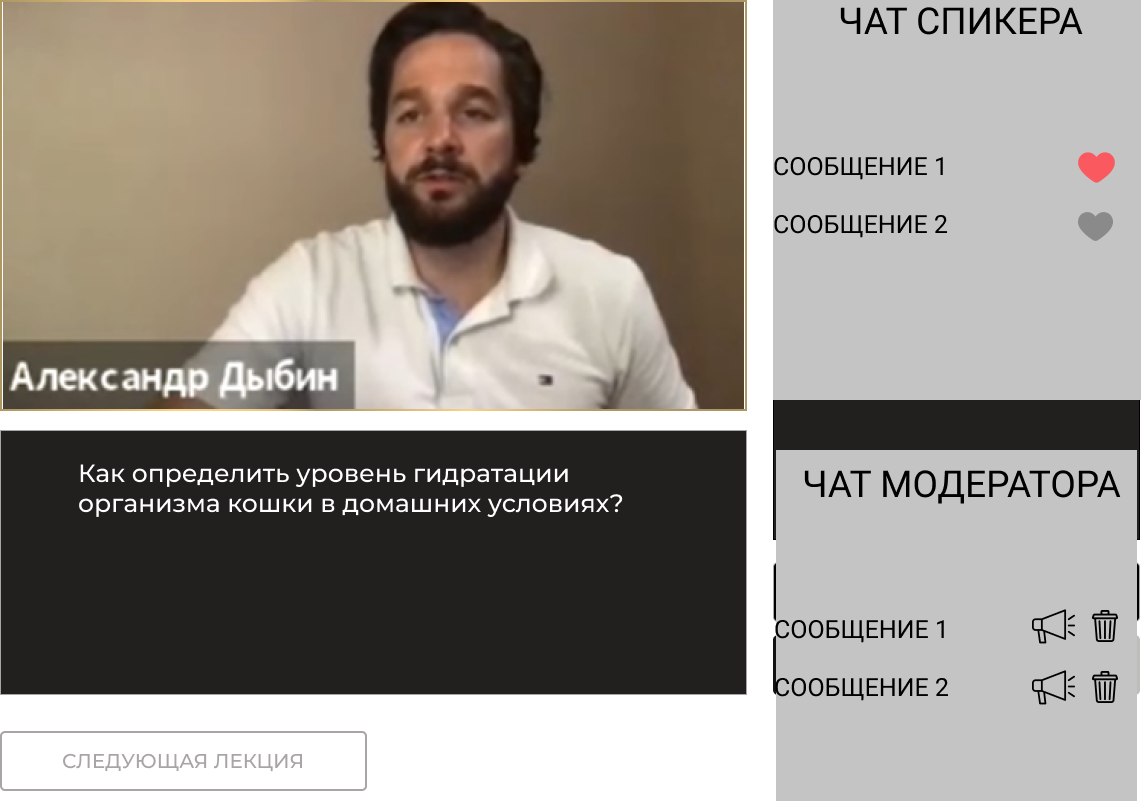 Александр Дыбин
Как определить уровень гидратации
организма кошки в домашних условиях?
СЛЕДУЮЩАЯ ЛЕКЦИЯ
ЧАТ СПИКЕРА
СООБЩЕНИЕ 1
СООБЩЕНИЕ 2
ЧАТ МОДЕРАТОРА
СООБЩЕНИЕ 1
СООБЩЕНИЕ 2